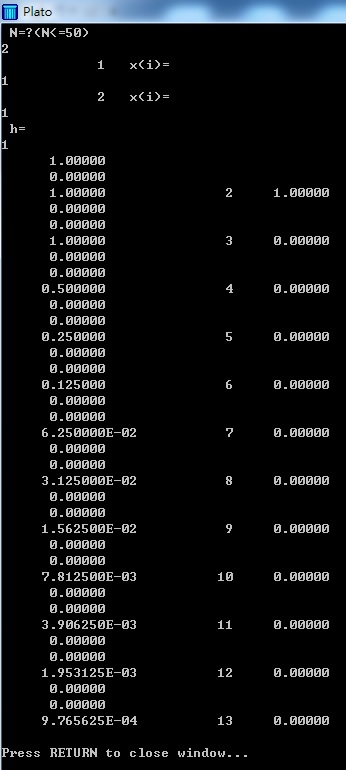 Plato
N=?(N<=50)
2
1 x(i)=
1
2 x(i)=
1
h=
1
1.00000
0.00000
1.00000 2 1.00000
0.00000
0.00000
1.00000 3 0.00000
0.00000
0.00000
0.500000 4 0.00000
0.00000
0.00000
0.250000 5 0.00000
0.00000
0.00000
0.125000 6 0.00000
0.00000
0.00000
6.250000E-02 7 0.00000
0.00000
0.00000
3.125000E-02 8 0.00000
0.00000
0.00000
1.562500E-02 9 0.00000
0.00000
0.00000
7.812500E-03 10 0.00000
0.00000
0.00000
3.906250E-03 11 0.00000
0.00000
0.00000
1.953125E-03 12 0.00000
0.00000
0.00000
9.765625E-04 13 0.00000
Press RETURN to close window...